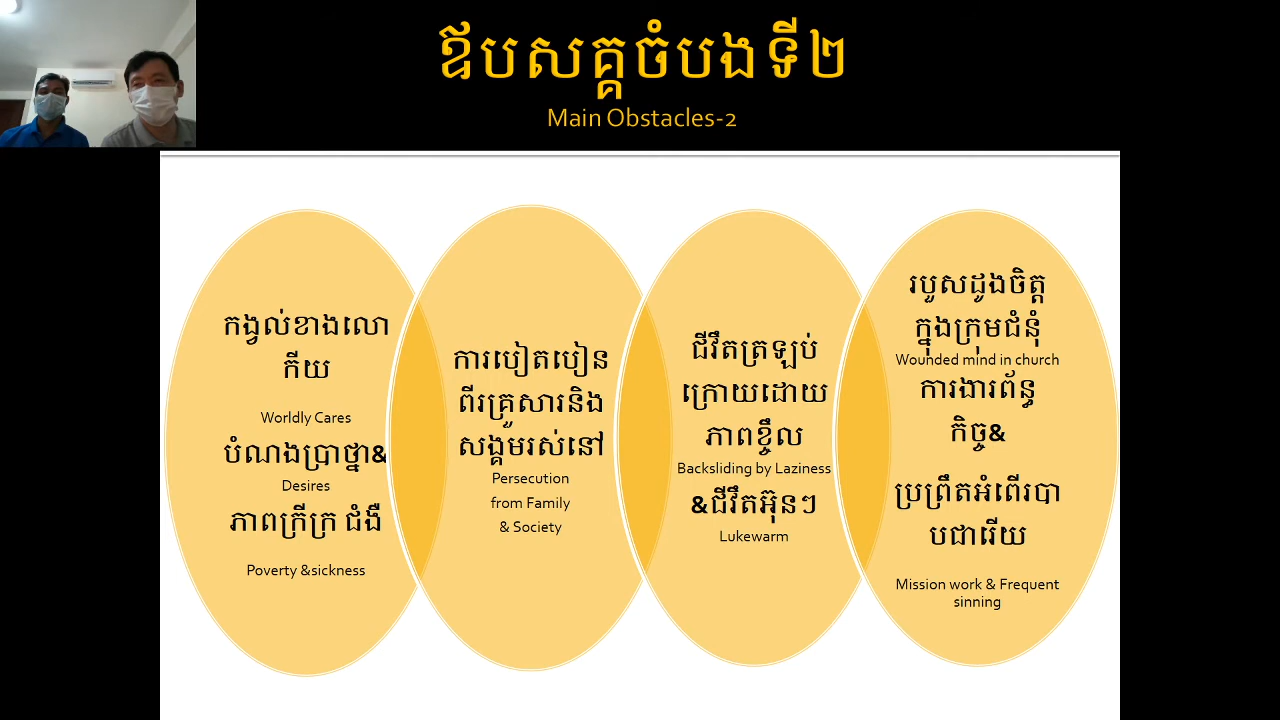 ឪបសគ្គចំបងទី២
Main Obstacles-2
កង្វល់ខាងលោ
កីយ
Worldly Cares
បំណងប្រាថ្នា&
Desires
ភាពក្រីក្រ ជំងឺ
Poverty &sickness
ការបៀតបៀន
ពីរគ្រួសារនិង
សង្គមរស់នៅ
Persecution
from Family
& Society
ជីវឹតត្រឡប់
ក្រោយដោយ
ភាពខ្ចឹល
Backsliding by Laziness
&ជីវឹតអ៊ុនៗ
Lukewarm
របួសដូងចិត្ត
ក្នុងក្រុមជំនុំ
Wounded mind in church
ការងារព័ន្ធ
កិច្ច&
ប្រព្រឹតអំពើរបា
បជារើយ
Mission work & Frequent
sinning